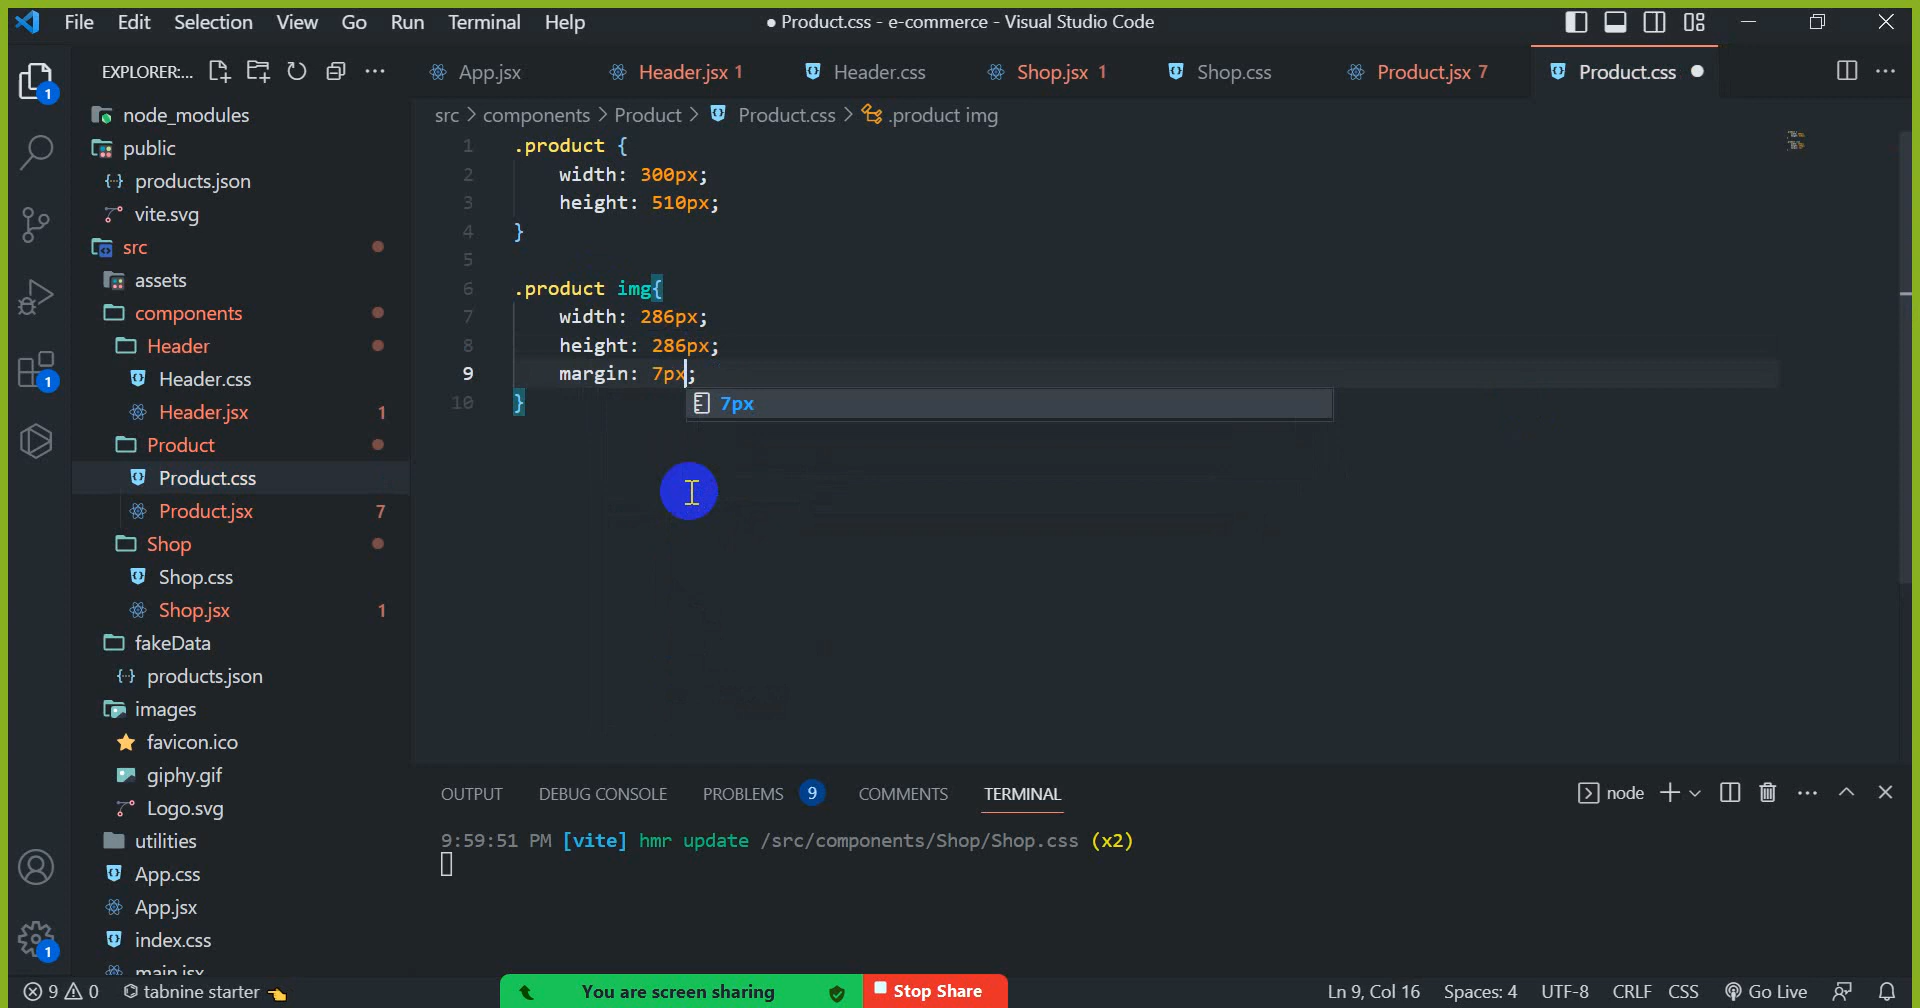 File Edit Selection View Go Run Terminal Help
● Product.css - e-commerce - Visual Studio Code
EXPLORER:...
App.jsx Header.jsx 1 Header.css Shop.jsx 1 Shop.css Product.jsx 7 Product.css
src > components > Product > Product.css > .product img
node_modules
public
products.json
vite.svg
src
assets
components
Header
Header.css
Header.jsx 1
Product
Product.css
Product.jsx 7
Shop
Shop.css
Shop.jsx 1
fakeData
products.json
images
favicon.ico
giphy.gif
Logo.svg
utilities
App.css
App.jsx
index.css
main.jsx
1 .product {
2 width: 300px;
3 height: 510px;
4 }
5
6 .product img{
7 width: 286px;
8 height: 286px;
9 margin: 7px;
10 }
7px
1
1
1
OUTPUT DEBUG CONSOLE PROBLEMS 9 COMMENTS TERMINAL
node
9:59:51 PM [vite] hmr update /src/components/Shop/Shop.css (x2)
9 0 tabnine starter
You are screen sharing
Stop Share
Ln 9, Col 16 Spaces: 4 UTF-8 CRLF CSS Go Live